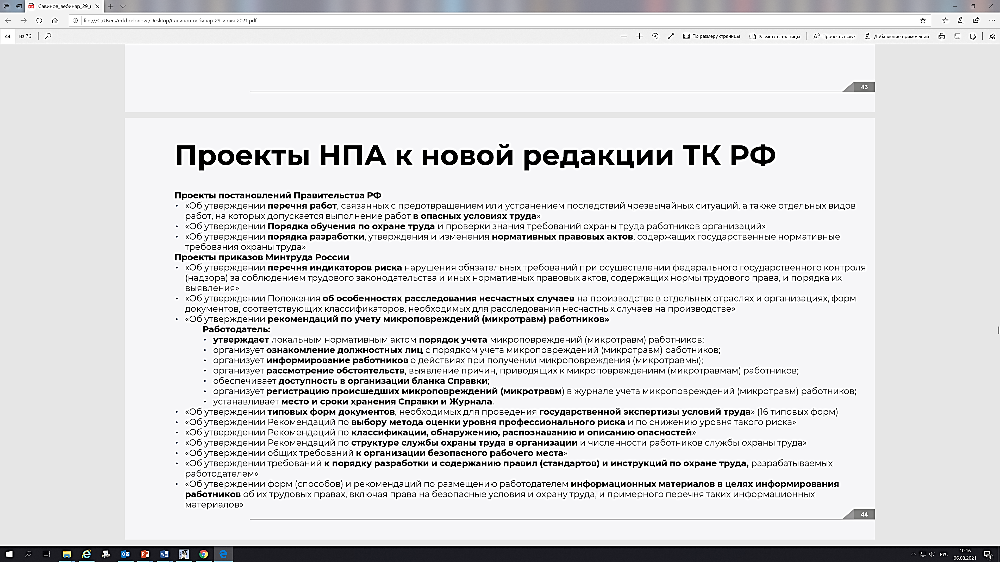 Савинов_вебинар_29_и
file:///C:/Users/m.khodonova/Desktop/Савинов_вебинар_29_июля_2021.pdf
44 из 76
По размеру страницы
Разметка страницы
Прочесть вслух
Добавление примечаний
43
Проекты НПА к новой редакции ТК РФ
Проекты постановлений Правительства РФ
• «Об утверждении перечня работ, связанных с предотвращением или устранением последствий чрезвычайных ситуаций, а также отдельных видов
работ, на которых допускается выполнение работ в опасных условиях труда»
• «Об утверждении Порядка обучения по охране труда и проверки знания требований охраны труда работников организаций»
• «Об утверждении порядка разработки, утверждения и изменения нормативных правовых актов, содержащих государственные нормативные
требования охраны труда»
Проекты приказов Минтруда России
• «Об утверждении перечня индикаторов риска нарушения обязательных требований при осуществлении федерального государственного контроля
(надзора) за соблюдением трудового законодательства и иных нормативных правовых актов, содержащих нормы трудового права, и порядка их
выявления»
• «Об утверждении Положения об особенностях расследования несчастных случаев на производстве в отдельных отраслях и организациях, форм
документов, соответствующих классификаторов, необходимых для расследования несчастных случаев на производстве»
• «Об утверждении рекомендаций по учету микроповреждений (микротравм) работников»
Работодатель:
• утверждает локальным нормативным актом порядок учета микроповреждений (микротравм) работников;
• организует ознакомление должностных лиц с порядком учета микроповреждений (микротравм) работников;
• организует информирование работников о действиях при получении микроповреждения (микротравмы);
• организует рассмотрение обстоятельств, выявление причин, приводящих к микроповреждениям (микротравмам) работников;
• обеспечивает доступность в организации бланка Справки;
• организует регистрацию происшедших микроповреждений (микротравм) в журнале учета микроповреждений (микротравм) работников;
• устанавливает место и сроки хранения Справки и Журнала.
• «Об утверждении типовых форм документов, необходимых для проведения государственной экспертизы условий труда» (16 типовых форм)
• «Об утверждении Рекомендаций по выбору метода оценки уровня профессионального риска и по снижению уровня такого риска»
• «Об утверждении Рекомендаций по классификации, обнаружению, распознаванию и описанию опасностей»
• «Об утверждении Рекомендаций по структуре службы охраны труда в организации и численности работников службы охраны труда»
• «Об утверждении общих требований к организации безопасного рабочего места»
• «Об утверждении требований к порядку разработки и содержанию правил (стандартов) и инструкций по охране труда, разрабатываемых
работодателем»
• «Об утверждении форм (способов) и рекомендаций по размещению работодателем информационных материалов в целях информирования
работников об их трудовых правах, включая права на безопасные условия и охрану труда, и примерного перечня таких информационных
материалов»
44
РУС
10:16
06.08.2021
4